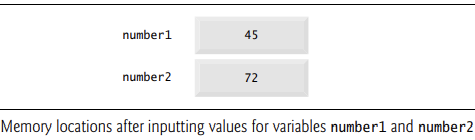 number1 45
number2 72
Memory locations after inputting values for variables number1 and number2